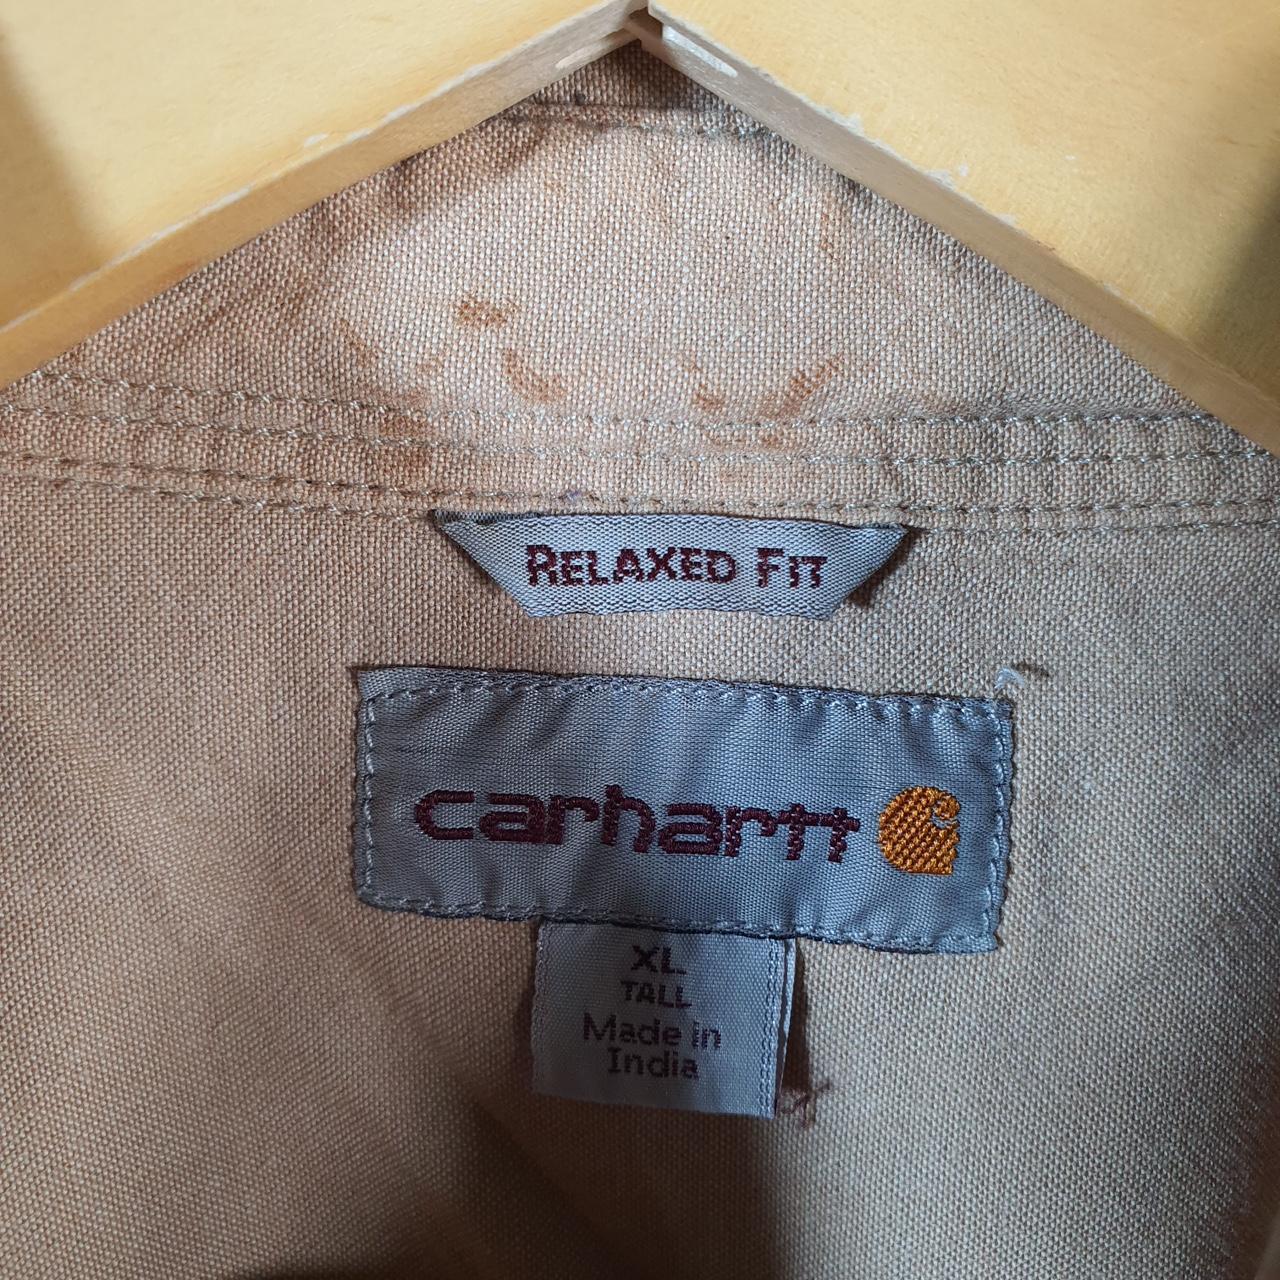 RELAXED FIT
carhartt
XL
TALL
Made in
India